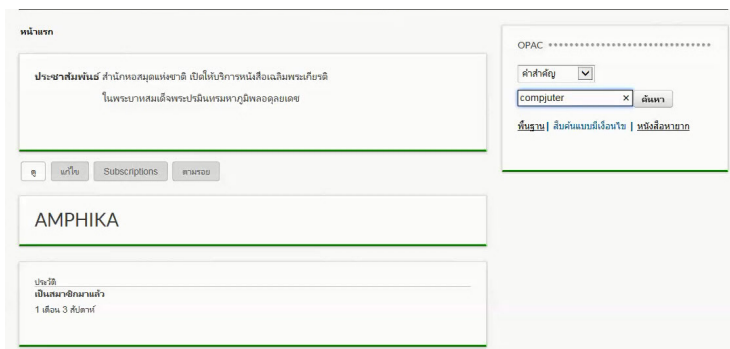 หน้าแรก
ประชาสัมพันธ์ สำนักหอสมุดแห่งชาติ เปิดให้บริการหนังสือเฉลิมพระเกียรติ
ในพระบาทสมเด็จพระปรมินทรมหาภูมิพลอดุลยเดช
ดู แก้ไข Subscriptions ตามรอย
AMPHIKA
ประวัติ
เป็นสมาชิกมาแล้ว
1 เดือน 3 สัปดาห์
OPAC
คำสำคัญ
compjuter × ค้นหา
พื้นฐาน | สืบค้นแบบมีเงื่อนไข | หนังสือหายาก